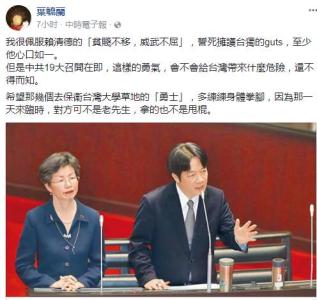 葉毓蘭
7小時 · 中時電子報 ·
我很佩服賴清德的「貧賤不移，威武不屈」，誓死擁護台獨的guts，至少
他心口如一。
但是中共19大召開在即，這樣的勇氣，會不會給台灣帶來什麼危險，還不
得而知。
希望那幾個去保衛台灣大學草地的「勇士」，多練練身體拳腳，因為那一
天來臨時，對方可不是老先生，拿的也不是甩棍。